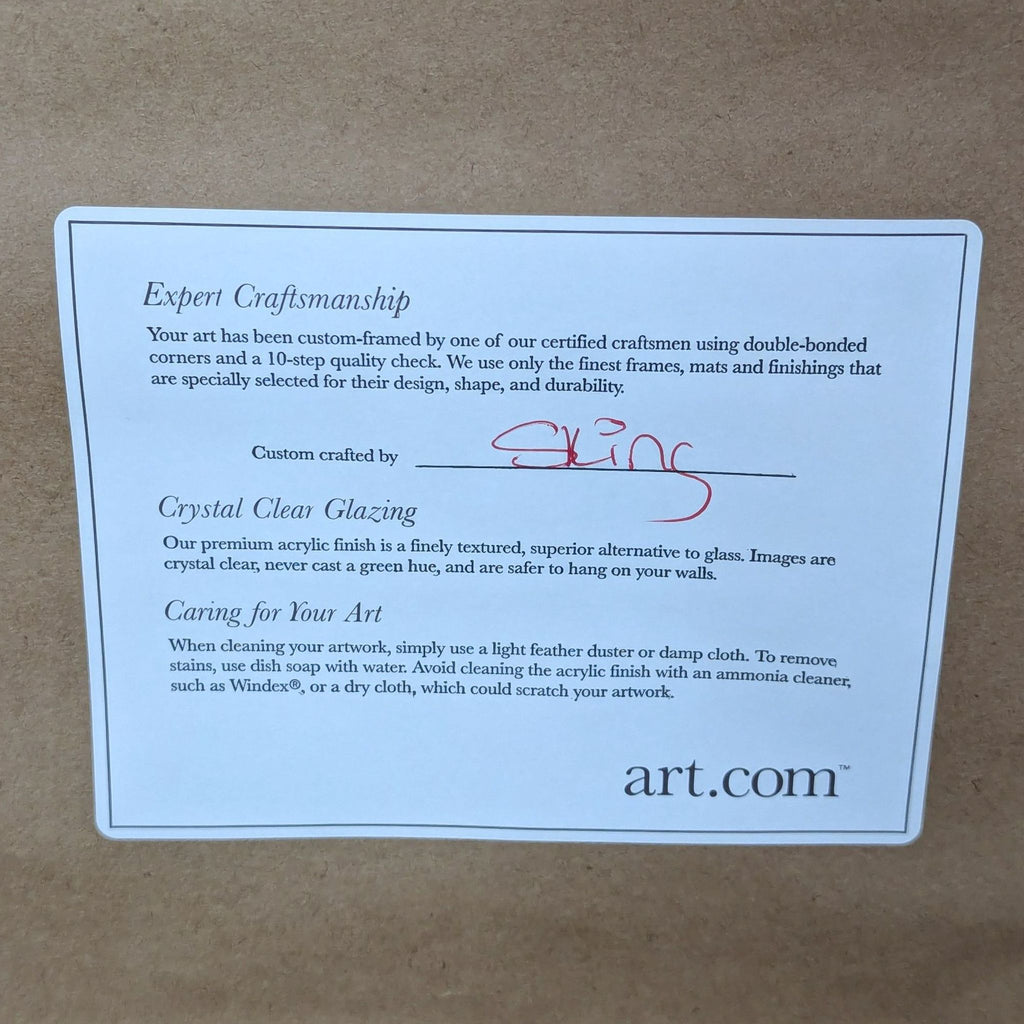 Expert Craftsmanship
Your art has been custom-framed by one of our certified craftsmen using double-bonded
corners and a 10-step quality check. We use only the finest frames, mats and finishings that
are specially selected for their design, shape, and durability.
Custom crafted by SKing
Crystal Clear Glazing
Our premium acrylic finish is a finely textured, superior alternative to glass. Images are
crystal clear, never cast a green hue, and are safer to hang on your walls.
Caring for Your Art
When cleaning your artwork, simply use a light feather duster or damp cloth. To remove
stains, use dish soap with water. Avoid cleaning the acrylic finish with an ammonia cleaner,
such as Windex®, or a dry cloth, which could scratch your artwork.
art.com™